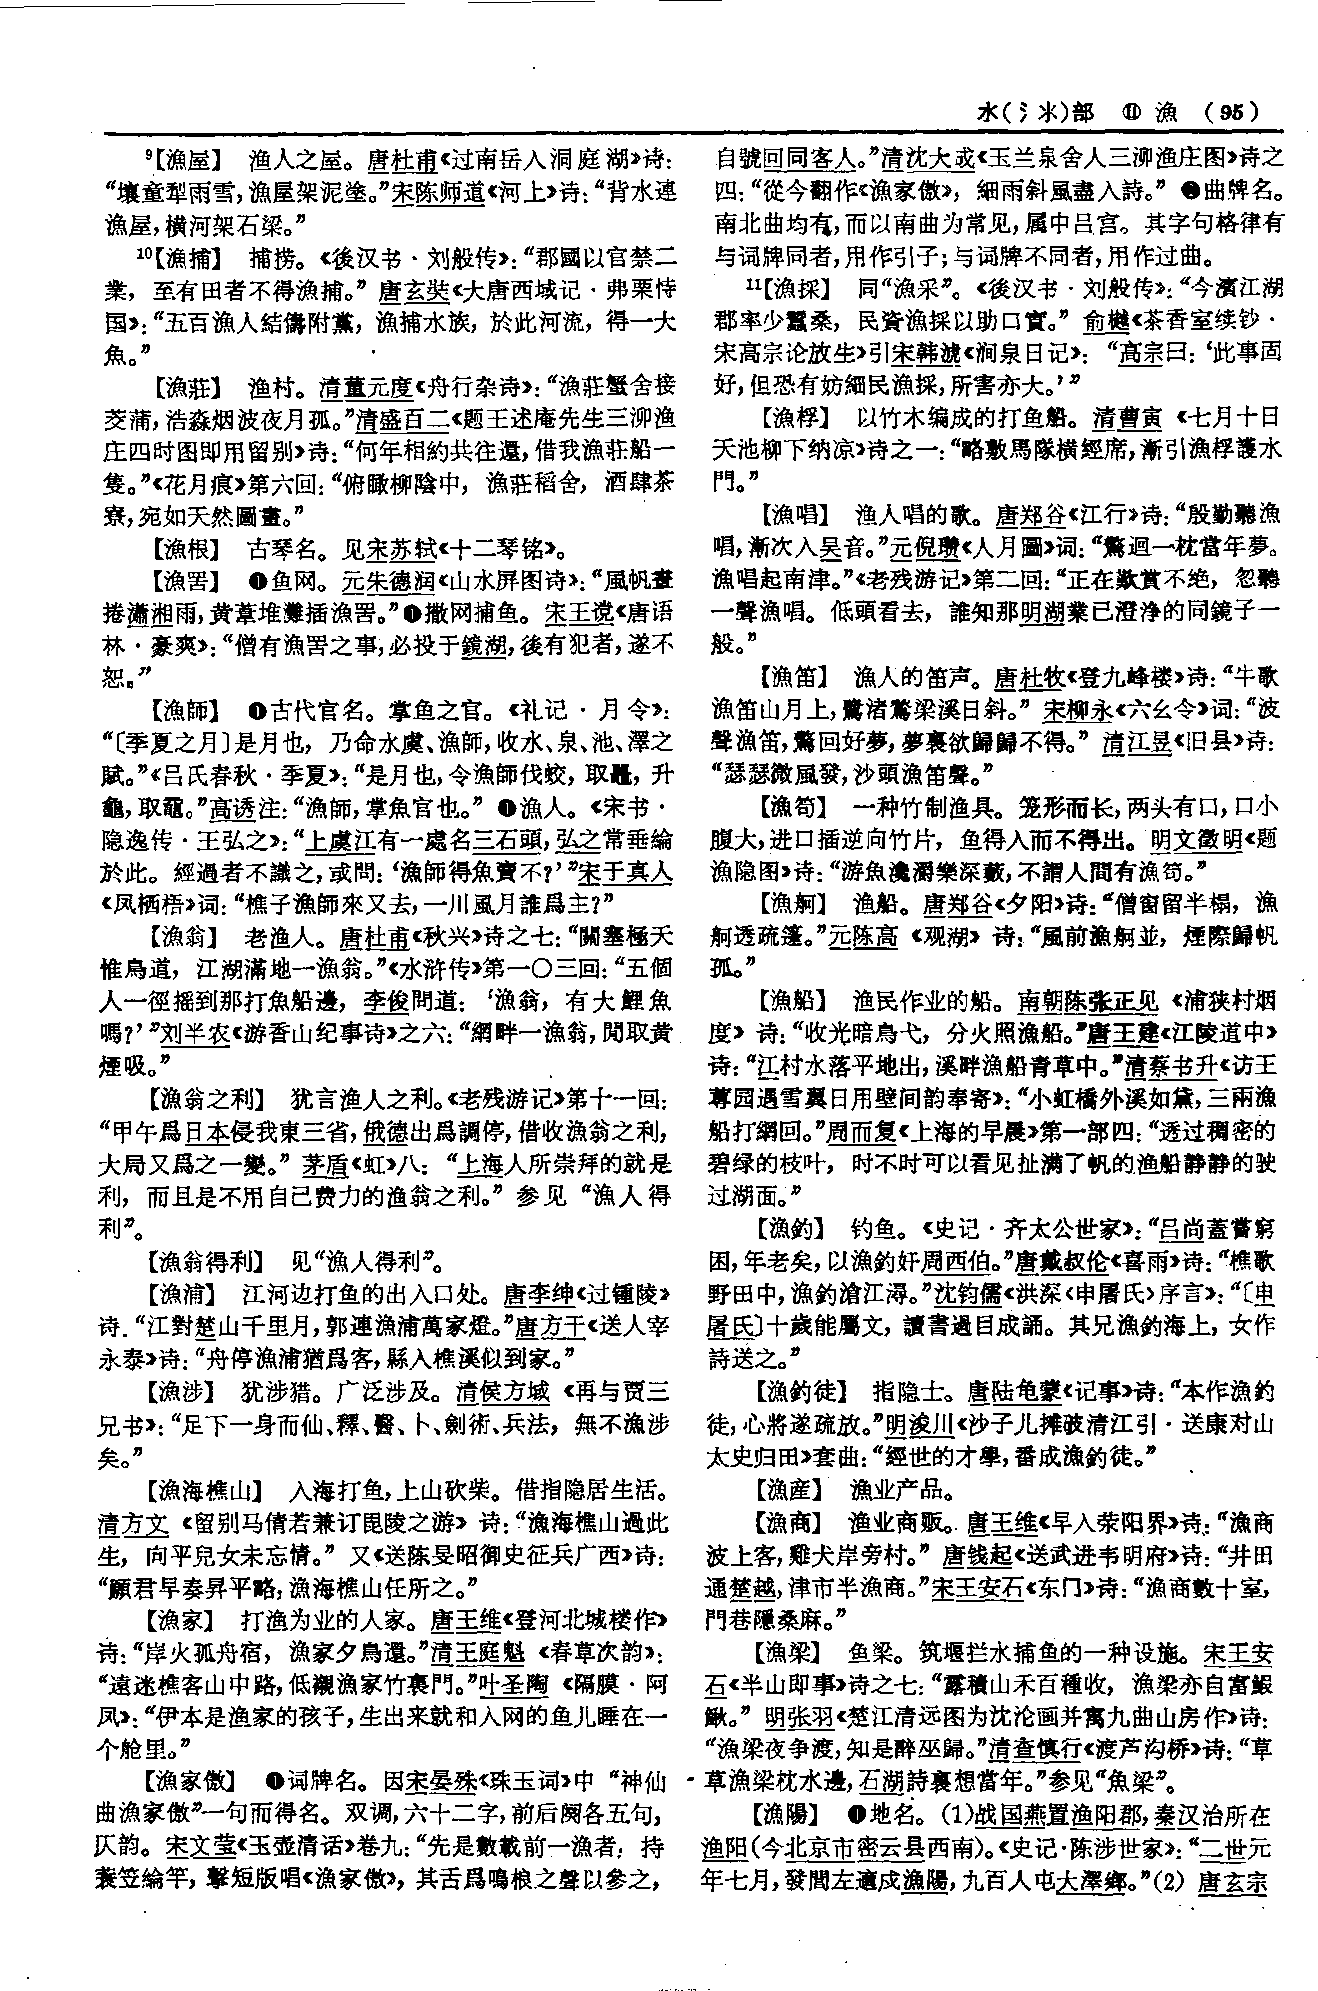 水(氵氺)部 ⑪ 漁 (95)
⁹【漁屋】 渔人之屋。唐杜甫《过南岳入洞庭湖》诗：
“壤童犁雨雪，漁屋架泥塗。”宋陈师道《河上》诗：“背水連
漁屋，横河架石梁。”
¹⁰【漁捕】 捕捞。《後汉书·刘般传》：“郡國以官禁二
業，至有田者不得漁捕。”唐玄奘《大唐西域记·弗栗恃
国》：“五百漁人結儔附黨，漁捕水族，於此河流，得一大
魚。”
【漁莊】 渔村。清董元度《舟行杂诗》：“漁莊蟹舍接
茭蒲，浩淼烟波夜月孤。”清盛百二《题王述庵先生三泖渔
庄四时图即用留别》诗：“何年相約共往還，借我漁莊船一
隻。”《花月痕》第六回：“俯瞰柳陰中，漁莊稻舍，酒肆茶
寮，宛如天然圖畫。”
【漁根】 古琴名。见宋苏轼《十二琴铭》。
【漁罟】 ❶鱼网。元朱德润《山水屏图诗》：“風帆畫
捲瀟湘雨，黄葦堆灘插漁罟。”❶撒网捕鱼。宋王谠《唐语
林·豪爽》：“僧有漁罟之事，必投于鏡湖，後有犯者，遂不
恕。”
【漁師】 ❶古代官名。掌鱼之官。《礼记·月令》：
“〔季夏之月〕是月也，乃命水虞、漁師，收水、泉、池、澤之
賦。”《吕氏春秋·季夏》：“是月也，令漁師伐蛟，取鼉，升
龜，取黿。”高诱注：“漁師，掌魚官也。”❶漁人。《宋书·
隐逸传·王弘之》：“上虞江有一處名三石頭，弘之常垂綸
於此。經過者不識之，或問：‘漁師得魚賣不？’”宋于真人
《凤栖梧》词：“樵子漁師來又去，一川風月誰爲主？”
【漁翁】 老渔人。唐杜甫《秋兴》诗之七：“關塞極天
惟鳥道，江湖滿地一漁翁。”《水浒传》第一〇三回：“五個
人一徑摇到那打魚船邊，李俊問道：‘漁翁，有大鯉魚
嗎？’”刘半农《游香山纪事诗》之六：“網畔一漁翁，閒取黄
煙吸。”
【漁翁之利】 犹言渔人之利。《老残游记》第十一回：
“甲午爲日本侵我東三省，俄德出爲調停，借收漁翁之利，
大局又爲之一變。”茅盾《虹》八：“上海人所崇拜的就是
利，而且是不用自己费力的渔翁之利。”参见“漁人得
利”。
【漁翁得利】 见“漁人得利”。
【漁浦】 江河边打鱼的出入口处。唐李绅《过锺陵》
诗．“江對楚山千里月，郭連漁浦萬家燈。”唐方干《送人宰
永泰》诗：“舟停漁浦猶爲客，縣入樵溪似到家。”
【漁涉】 犹涉猎。广泛涉及。清侯方域《再与贾三
兄书》：“足下一身而仙、釋、醫、卜、劍術、兵法，無不漁涉
矣。”
【漁海樵山】 入海打鱼，上山砍柴。借指隐居生活。
清方文《留别马倩若兼订毘陵之游》诗：“漁海樵山過此
生，向平兒女未忘情。”又《送陈旻昭御史征兵广西》诗：
“願君早奏昇平略，漁海樵山任所之。”
【漁家】 打渔为业的人家。唐王维《登河北城楼作》
诗：“岸火孤舟宿，漁家夕鳥還。”清王庭魁《春草次韵》：
“遠迷樵客山中路，低襯漁家竹裏門。”叶圣陶《隔膜·阿
凤》：“伊本是渔家的孩子，生出来就和入网的鱼儿睡在一
个舱里。”
【漁家傲】 ❶词牌名。因宋晏殊《珠玉词》中“神仙
曲漁家傲”一句而得名。双调，六十二字，前后阕各五句，
仄韵。宋文莹《玉壶清话》卷九：“先是數載前一漁者，持
蓑笠綸竿，擊短版唱《漁家傲》，其舌爲鳴桹之聲以參之，
自號回同客人。”清沈大成《玉兰泉舍人三泖渔庄图》诗之
四：“從今翻作《漁家傲》，細雨斜風盡入詩。”❷曲牌名。
南北曲均有，而以南曲为常见，属中吕宫。其字句格律有
与词牌同者，用作引子；与词牌不同者，用作过曲。
¹¹【漁採】 同“漁采”。《後汉书·刘般传》：“今濱江湖
郡率少蠶桑，民資漁採以助口實。”俞樾《茶香室续钞·
宋高宗论放生》引宋韩淲《涧泉日记》：“高宗曰：‘此事固
好，但恐有妨細民漁採，所害亦大。’”
【漁桴】 以竹木编成的打鱼船。清曹寅《七月十日
天池柳下纳凉》诗之一：“略敷馬隊横經席，漸引漁桴護水
門。”
【漁唱】 渔人唱的歌。唐郑谷《江行》诗：“殷勤聽漁
唱，漸次入吴音。”元倪瓒《人月圆》词：“驚迴一枕當年夢。
漁唱起南津。”《老残游记》第二回：“正在歎賞不绝，忽聽
一聲漁唱。低頭看去，誰知那明湖業已澄浄的同鏡子一
般。”
【漁笛】 渔人的笛声。唐杜牧《登九峰楼》诗：“牛歌
漁笛山月上，鷺渚鶖梁溪日斜。”宋柳永《六幺令》词：“波
聲漁笛，驚回好夢，夢裏欲歸歸不得。”清江昱《旧县》诗：
“瑟瑟微風發，沙頭漁笛聲。”
【漁笱】 一种竹制渔具。笼形而长，两头有口，口小
腹大，进口插逆向竹片，鱼得入而不得出。明文徵明《题
渔隐图》诗：“游魚瀺灂樂深藪，不謂人間有漁笱。”
【漁舸】 渔船。唐郑谷《夕阳》诗：“僧窗留半榻，漁
舸透疏篷。”元陈高《观湖》诗：“風前漁舸並，煙際歸帆
孤。”
【漁船】 渔民作业的船。南朝陈张正见《浦狭村烟
度》诗：“收光暗鳥弋，分火照漁船。”唐王建《江陵道中》
诗：“江村水落平地出，溪畔漁船青草中。”清蔡书升《访王
蓴园遇雪翼日用壁间韵奉寄》：“小虹橋外溪如黛，三兩漁
船打網回。”周而复《上海的早晨》第一部四：“透过稠密的
碧绿的枝叶，时不时可以看见扯满了帆的渔船静静的驶
过湖面。”
【漁釣】 钓鱼。《史记·齐太公世家》：“吕尚蓋嘗窮
困，年老矣，以漁釣奸周西伯。”唐戴叔伦《喜雨》诗：“樵歌
野田中，漁釣滄江潯。”沈钧儒《洪深〈申屠氏〉序言》：“〔申
屠氏〕十歲能屬文，讀書過目成誦。其兄漁釣海上，女作
詩送之。”
【漁釣徒】 指隐士。唐陆龟蒙《记事》诗：“本作漁釣
徒，心將遂疏放。”明浚川《沙子儿摊破清江引·送康对山
太史归田》套曲：“經世的才學，番成漁釣徒。”
【漁産】 渔业产品。
【漁商】 渔业商贩。唐王维《早入荥阳界》诗：“漁商
波上客，雞犬岸旁村。”唐钱起《送武进韦明府》诗：“井田
通楚越，津市半漁商。”宋王安石《东门》诗：“漁商數十室，
門巷隱桑麻。”
【漁梁】 鱼梁。筑堰拦水捕鱼的一种设施。宋王安
石《半山即事》诗之七：“露積山禾百種收，漁梁亦自富鰕
鰍。”明张羽《楚江清远图为沈沦画并寓九曲山房作》诗：
“漁梁夜争渡，知是醉巫歸。”清查慎行《渡芦沟桥》诗：“草
草漁梁枕水邊，石湖詩裏想當年。”参见“魚梁”。
【漁陽】 ❶地名。(1)战国燕置渔阳郡，秦汉治所在
渔阳(今北京市密云县西南)。《史记·陈涉世家》：“二世元
年七月，發閭左適戍漁陽，九百人屯大澤鄉。”(2) 唐玄宗